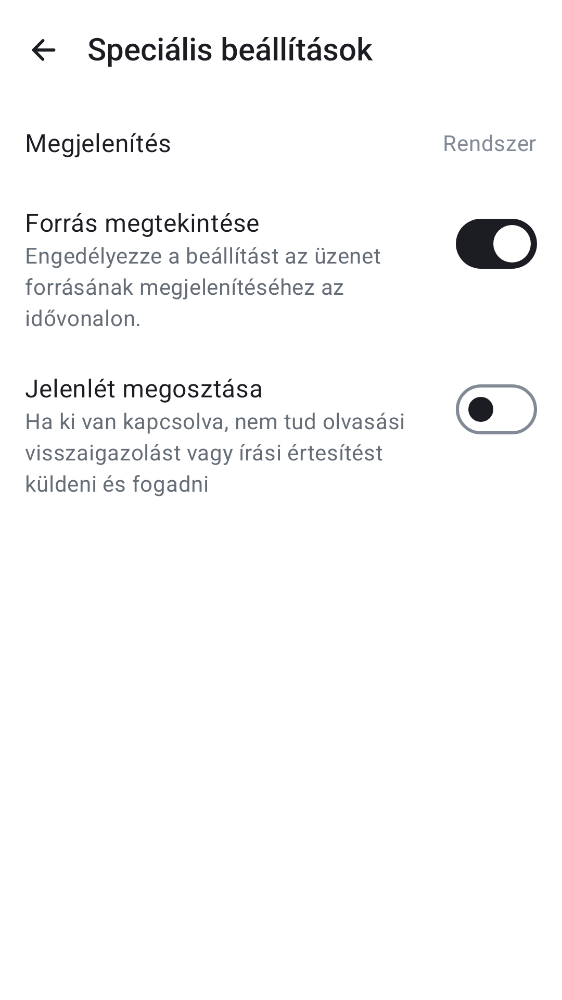 Speciális beállítások
Megjelenítés
Rendszer
Forrás megtekintése
Engedélyezze a beállítást az üzenet
forrásának megjelenítéséhez az
idővonalon.
Jelenlét megosztása
Ha ki van kapcsolva, nem tud olvasási
visszaigazolást vagy írási értesítést
küldeni és fogadni